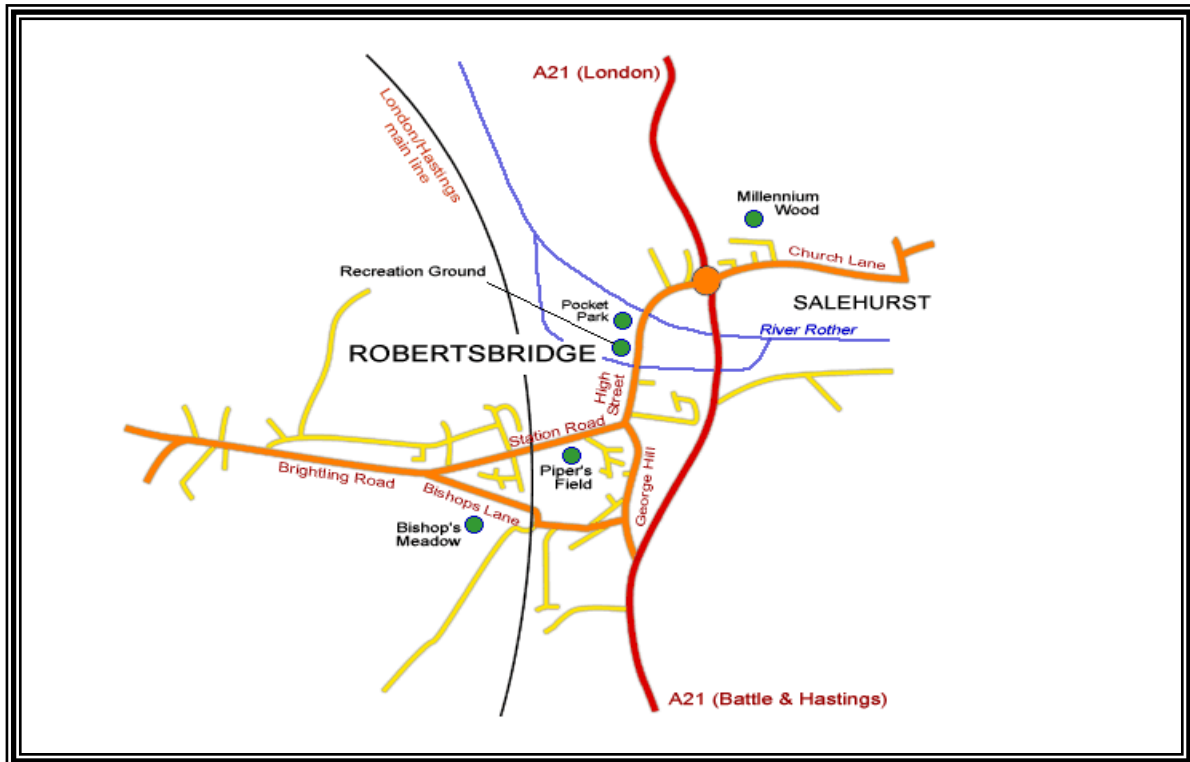 A21 (London)
London/Hastings
main line
Millennium
Wood
Church Lane
Recreation Ground
Pocket
Park
SALEHURST
River Rother
ROBERTSBRIDGE
High
Street
Station Road
Piper's
Field
Brightling Road
Bishops Lane
George Hill
Bishop's
Meadow
A21 (Battle & Hastings)